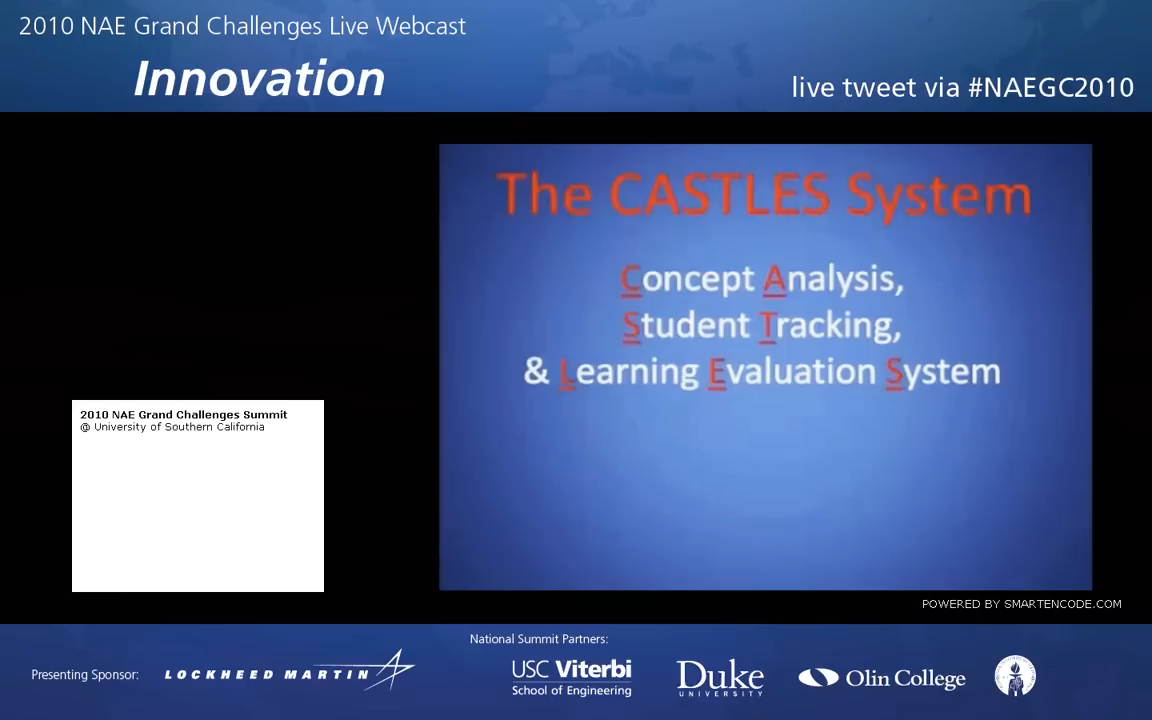 2010 NAE Grand Challenges Live Webcast
Innovation
live tweet via #NAEGC2010
The CASTLES System
Concept Analysis,
Student Tracking,
& Learning Evaluation System
2010 NAE Grand Challenges Summit
@ University of Southern California
POWERED BY SMARTENCODE.COM
National Summit Partners:
Presenting Sponsor:
LOCKHEED MARTIN
USC Viterbi
School of Engineering
Duke
UNIVERSITY
Olin College